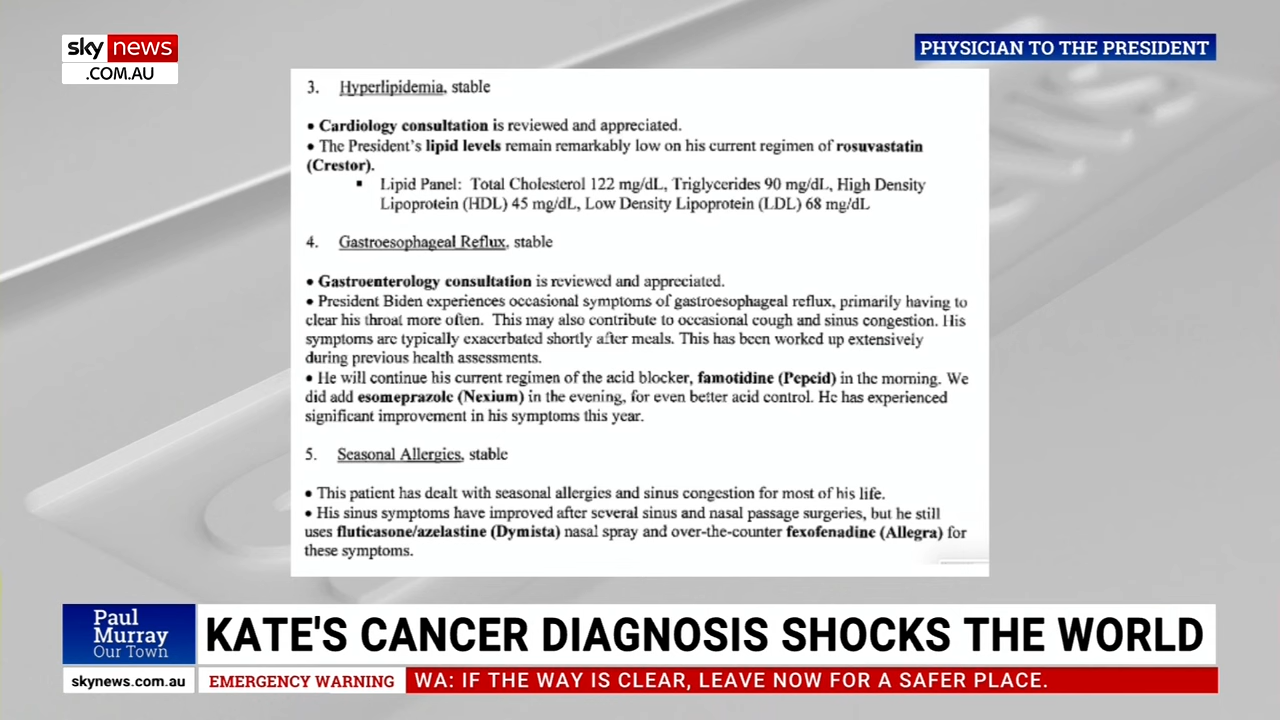 sky news
.COM.AU
PHYSICIAN TO THE PRESIDENT
3. Hyperlipidemia, stable
• Cardiology consultation is reviewed and appreciated.
• The President's lipid levels remain remarkably low on his current regimen of rosuvastatin
(Crestor).
▪ Lipid Panel: Total Cholesterol 122 mg/dL, Triglycerides 90 mg/dL, High Density
Lipoprotein (HDL) 45 mg/dL, Low Density Lipoprotein (LDL) 68 mg/dL
4. Gastroesophageal Reflux, stable
• Gastroenterology consultation is reviewed and appreciated.
• President Biden experiences occasional symptoms of gastroesophageal reflux, primarily having to
clear his throat more often. This may also contribute to occasional cough and sinus congestion. His
symptoms are typically exacerbated shortly after meals. This has been worked up extensively
during previous health assessments.
• He will continue his current regimen of the acid blocker, famotidine (Pepcid) in the morning. We
did add esomeprazole (Nexium) in the evening, for even better acid control. He has experienced
significant improvement in his symptoms this year.
5. Seasonal Allergies, stable
• This patient has dealt with seasonal allergies and sinus congestion for most of his life.
• His sinus symptoms have improved after several sinus and nasal passage surgeries, but he still
uses fluticasone/azelastine (Dymista) nasal spray and over-the-counter fexofenadine (Allegra) for
these symptoms.
Paul
Murray
Our Town
KATE'S CANCER DIAGNOSIS SHOCKS THE WORLD
skynews.com.au
EMERGENCY WARNING
WA: IF THE WAY IS CLEAR, LEAVE NOW FOR A SAFER PLACE.